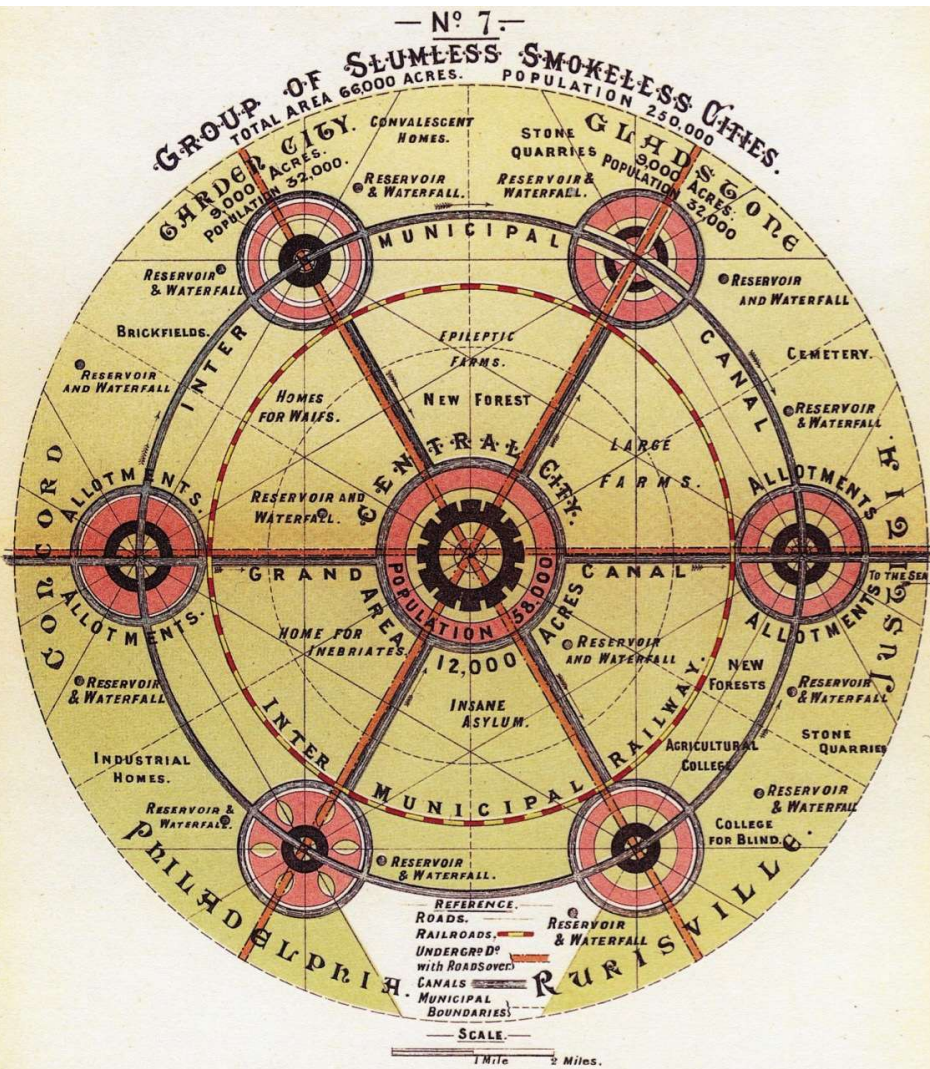 —Nº 7.—
GROUP OF SLUMLESS SMOKELESS CITIES.
TOTAL AREA 66,000 ACRES. POPULATION 250,000
GARDEN CITY.
9,000 ACRES.
POPULATION 32,000.
CONVALESCENT
HOMES.
STONE
QUARRIES
GLADSTONE
9,000 ACRES.
POPULATION
32,000
RESERVOIR
& WATERFALL.
RESERVOIR &
WATERFALL.
INTER MUNICIPAL CANAL
RESERVOIR
& WATERFALL
RESERVOIR
AND WATERFALL
BRICKFIELDS.
EPILEPTIC
FARMS.
CEMETERY.
RESERVOIR
AND WATERFALL
HOMES
FOR WAIFS.
NEW FOREST
RESERVOIR
& WATERFALL
LARGE
FARMS.
CENTRAL CITY.
CONCORD
ALLOTMENTS.
RESERVOIR AND
WATERFALL.
ALLOTMENTS
GRAND CANAL
TO THE SEA
AREA 12,000 ACRES
POPULATION 58.000
ALLOTMENTS.
ALLOTMENTS
HOME FOR
INEBRIATES.
RESERVOIR
AND WATERFALL
NEW
FORESTS
RESERVOIR
& WATERFALL
RESERVOIR
& WATERFALL
INSANE
ASYLUM.
INTER MUNICIPAL RAILWAY.
STONE
QUARRIES
INDUSTRIAL
HOMES.
AGRICULTURAL
COLLEGE
RESERVOIR
& WATERFALL
RESERVOIR &
WATERFALL.
COLLEGE
FOR BLIND.
RESERVOIR
& WATERFALL.
PHILADELPHIA.
RURISVILLE.
REFERENCE.
ROADS.
RAILROADS.
UNDERGRD Dº
with ROADS over
CANALS
MUNICIPAL
BOUNDARIES
RESERVOIR
& WATERFALL
—SCALE.—
1 Mile 2 Miles.